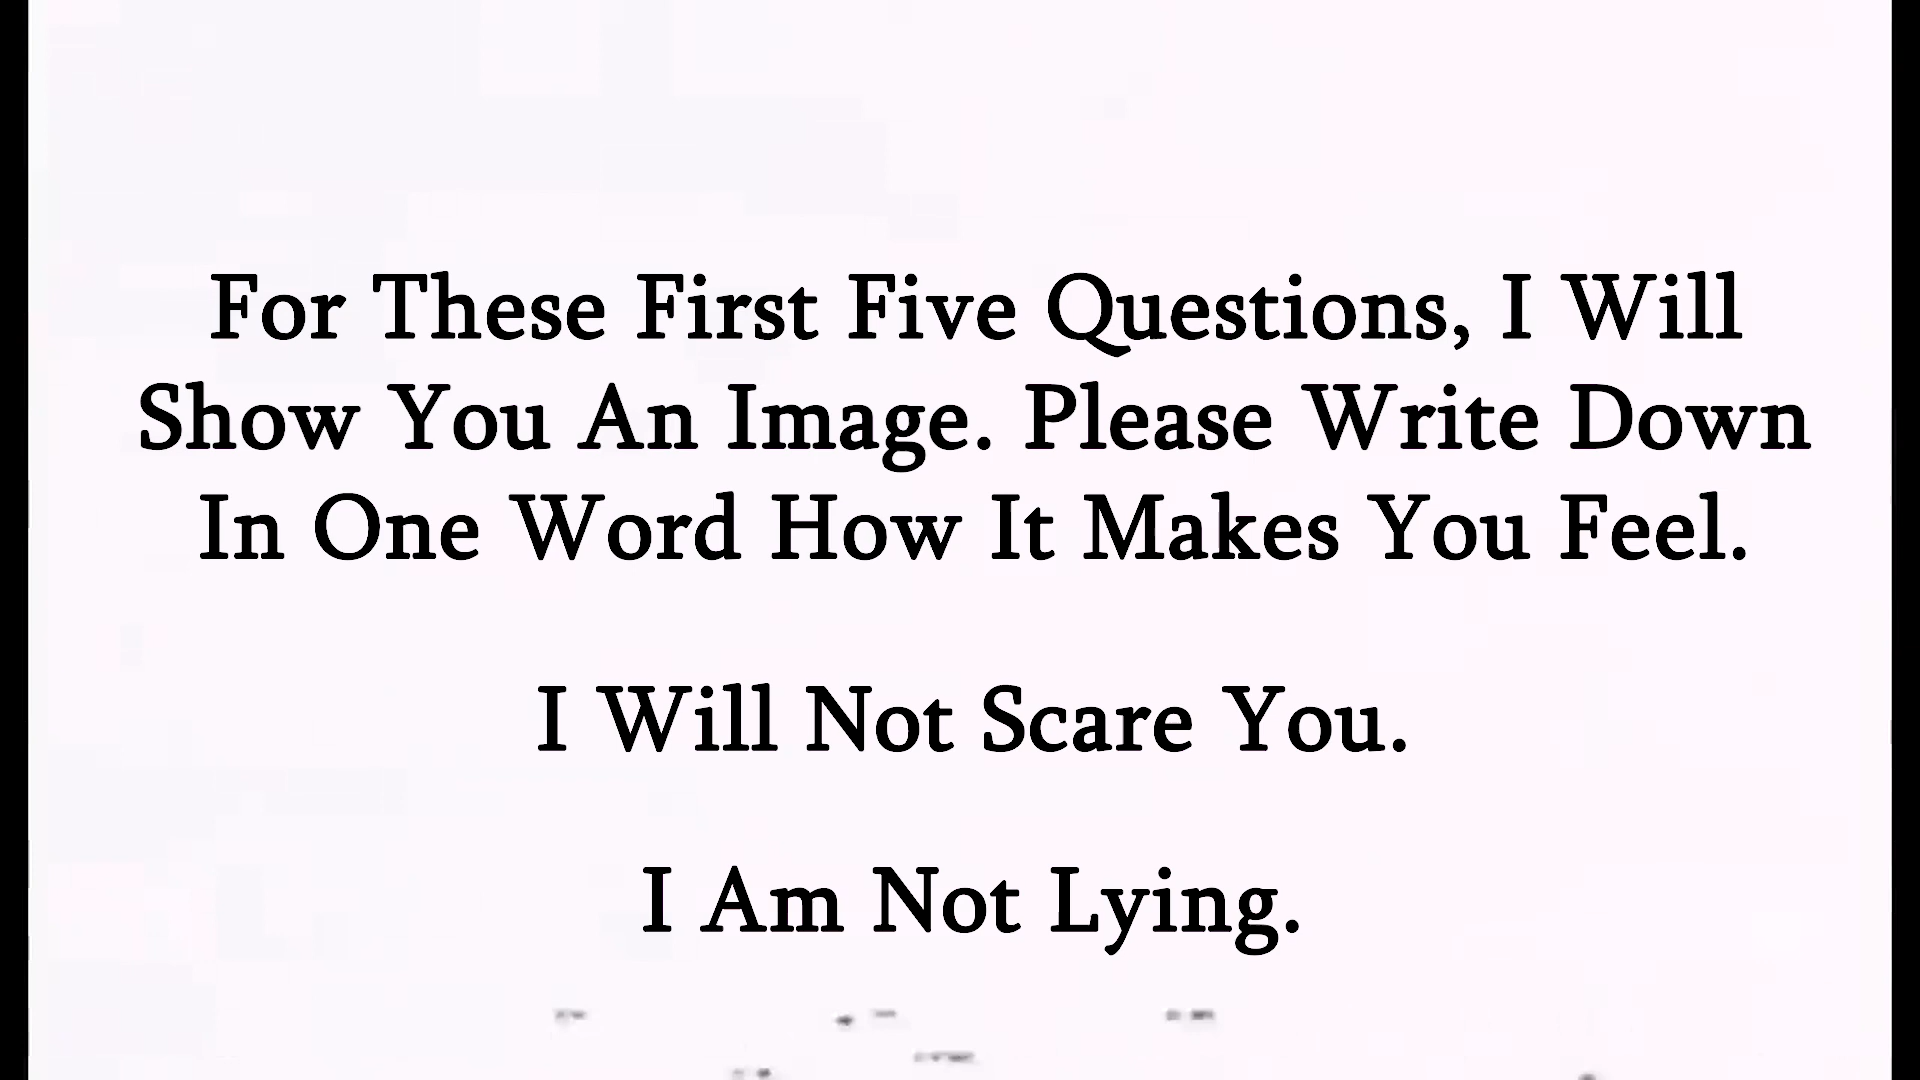 For These First Five Questions, I Will
Show You An Image. Please Write Down
In One Word How It Makes You Feel.
I Will Not Scare You.
I Am Not Lying.